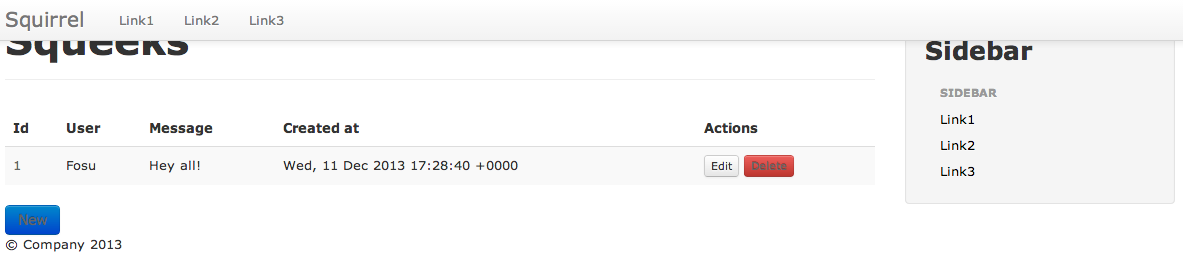 Squirrel Link1 Link2 Link3
Squeeks
Id User Message Created at Actions
1 Fosu Hey all! Wed, 11 Dec 2013 17:28:40 +0000 Edit Delete
New
© Company 2013
Sidebar
SIDEBAR
Link1
Link2
Link3